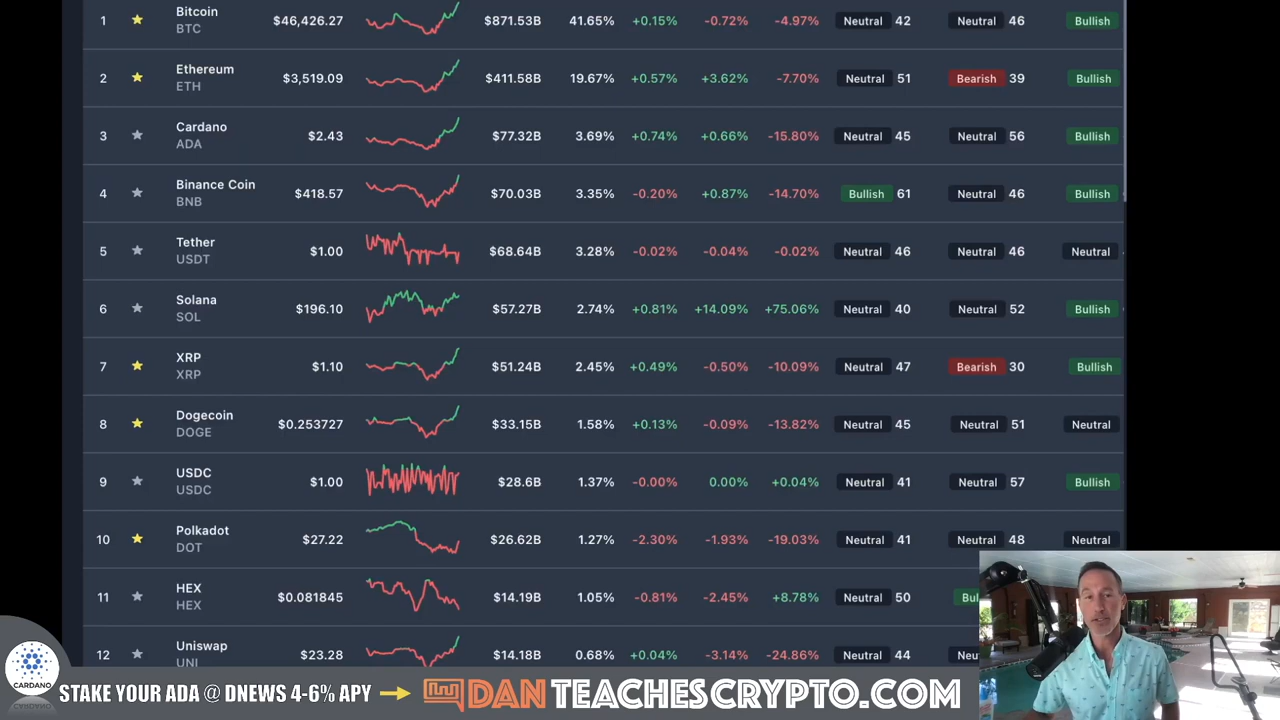 1 Bitcoin BTC $46,426.27 $871.53B 41.65% +0.15% -0.72% -4.97% Neutral 42 Neutral 46 Bullish
2 Ethereum ETH $3,519.09 $411.58B 19.67% +0.57% +3.62% -7.70% Neutral 51 Bearish 39 Bullish
3 Cardano ADA $2.43 $77.32B 3.69% +0.74% +0.66% -15.80% Neutral 45 Neutral 56 Bullish
4 Binance Coin BNB $418.57 $70.03B 3.35% -0.20% +0.87% -14.70% Bullish 61 Neutral 46 Bullish
5 Tether USDT $1.00 $68.64B 3.28% -0.02% -0.04% -0.02% Neutral 46 Neutral 46 Neutral
6 Solana SOL $196.10 $57.27B 2.74% +0.81% +14.09% +75.06% Neutral 40 Neutral 52 Bullish
7 XRP XRP $1.10 $51.24B 2.45% +0.49% -0.50% -10.09% Neutral 47 Bearish 30 Bullish
8 Dogecoin DOGE $0.253727 $33.15B 1.58% +0.13% -0.09% -13.82% Neutral 45 Neutral 51 Neutral
9 USDC USDC $1.00 $28.6B 1.37% -0.00% 0.00% +0.04% Neutral 41 Neutral 57 Bullish
10 Polkadot DOT $27.22 $26.62B 1.27% -2.30% -1.93% -19.03% Neutral 41 Neutral 48 Neutral
11 HEX HEX $0.081845 $14.19B 1.05% -0.81% -2.45% +8.78% Neutral 50 Bul
12 Uniswap UNI $23.28 $14.18B 0.68% +0.04% -3.14% -24.86% Neutral 44
CARDANO
STAKE YOUR ADA @ DNEWS 4-6% APY DAN TEACHESCRYPTO.COM